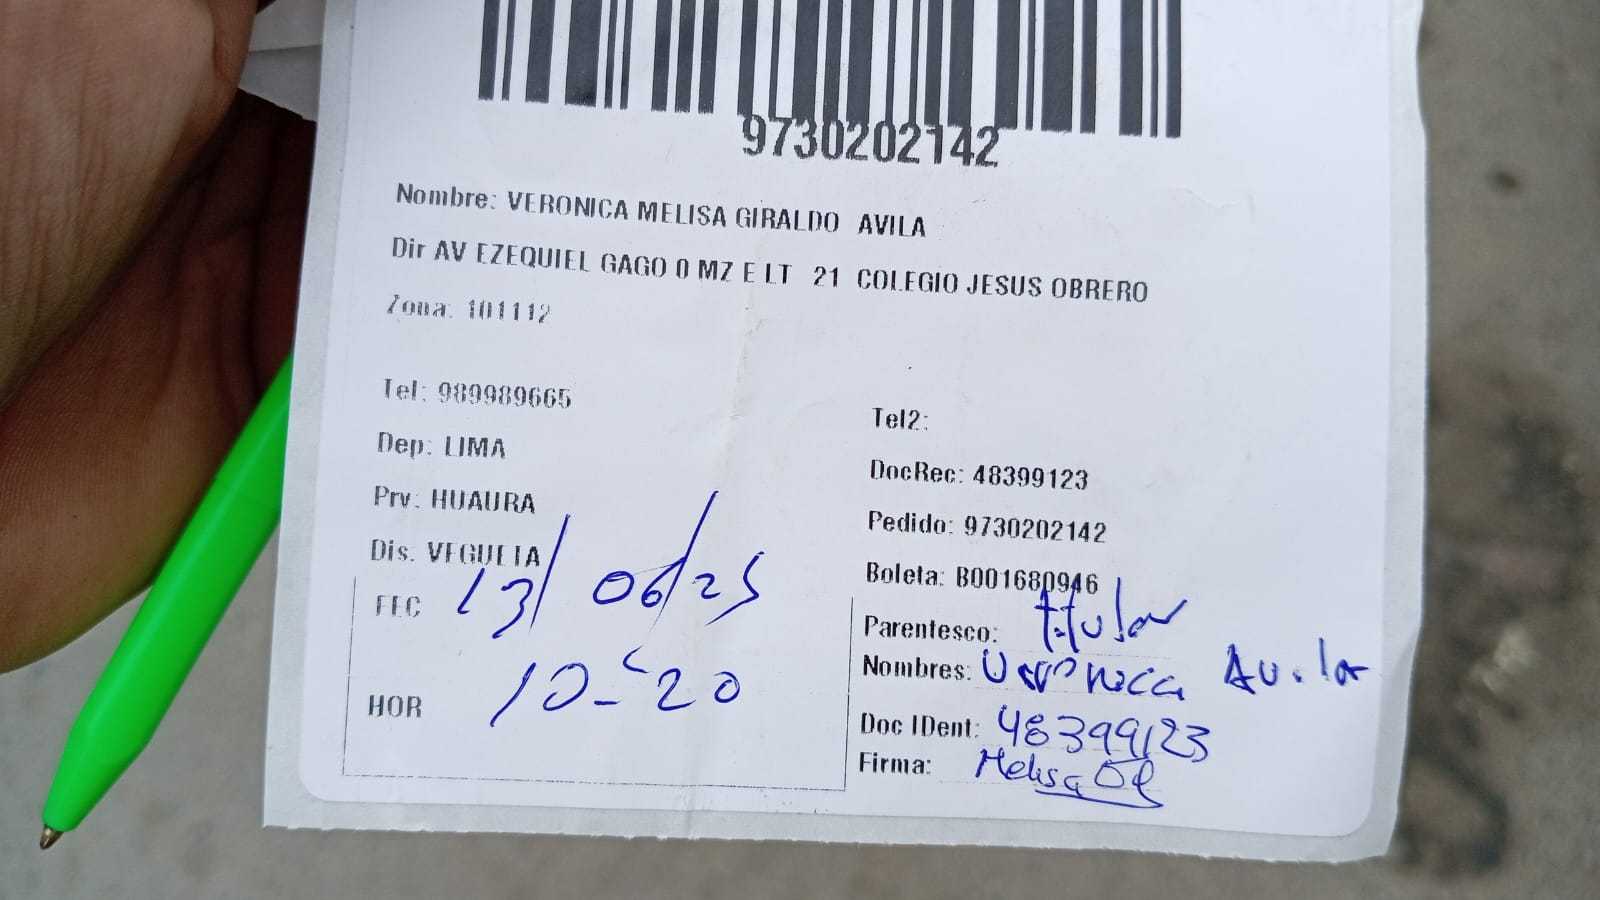 9730202142
Nombre: VERONICA MELISA GIRALDO AVILA
Dir AV EZEQUIEL GAGO 0 MZ E LT 21 COLEGIO JESUS OBRERO
Zona: 101112
Tel: 989989665
Tel2:
Dep: LIMA
DocRec: 48399123
Prv: HUAURA
Pedido: 9730202142
Dis. VEGUETA
Boleta: B001680946
FEC 13/06/25
Parentesco: titular
Nombres: Veronica Avila
HOR 10-20
Doc IDent: 48399123
Firma: Melisa